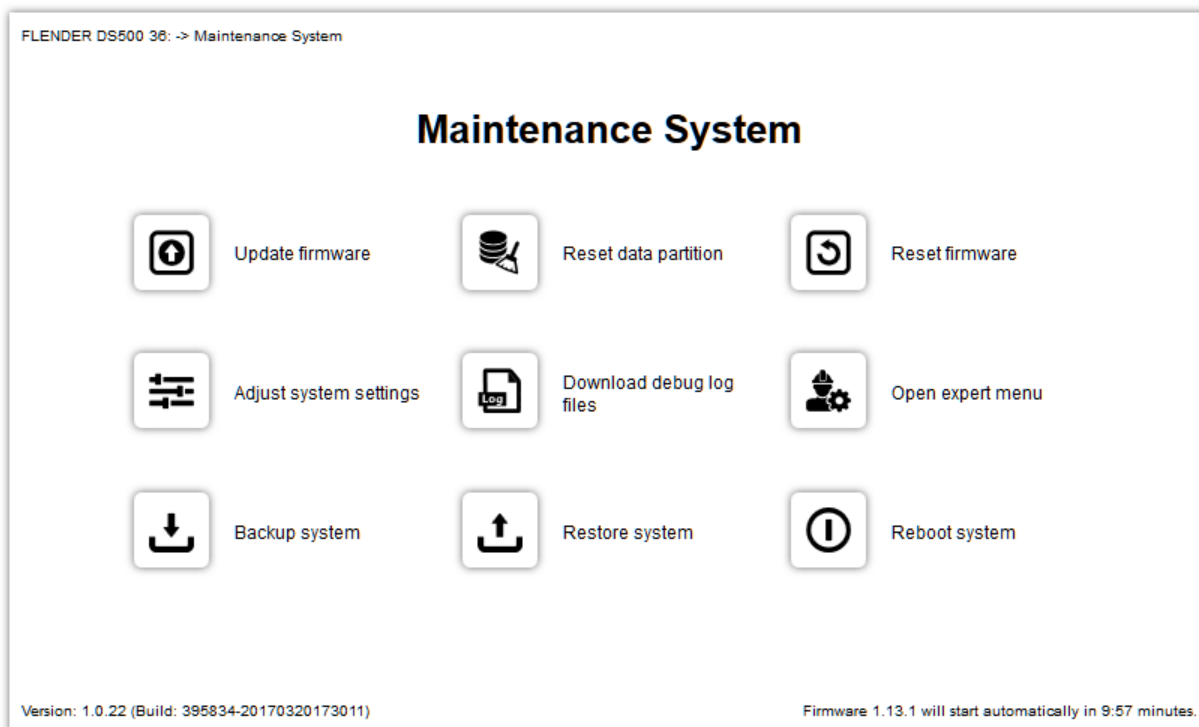 FLENDER DS500 36: -> Maintenance System
Maintenance System
Update firmware
Reset data partition
Reset firmware
Adjust system settings
Download debug log
files
Log
Open expert menu
Backup system
Restore system
Reboot system
Version: 1.0.22 (Build: 395834-20170320173011)
Firmware 1.13.1 will start automatically in 9:57 minutes.